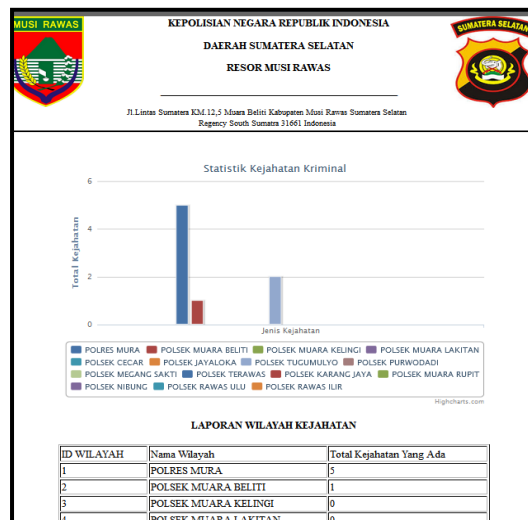 MUSI RAWAS
KEPOLISIAN NEGARA REPUBLIK INDONESIA
SUMATERA SELATAN
DAERAH SUMATERA SELATAN
RESOR MUSI RAWAS
Jl.Lintas Sumatera KM.12,5 Muara Beliti Kabupaten Musi Rawas Sumatera Selatan
Regency South Sumatra 31661 Indonesia
Statistik Kejahatan Kriminal
Total Kejahatan
6
4
2
0
Jenis Kejahatan
POLRES MURA POLSEK MUARA BELITI POLSEK MUARA KELINGI POLSEK MUARA LAKITAN
POLSEK CECAR POLSEK JAYALOKA POLSEK TUGUMULYO POLSEK PURWODADI
POLSEK MEGANG SAKTI POLSEK TERAWAS POLSEK KARANG JAYA POLSEK MUARA RUPIT
POLSEK NIBUNG POLSEK RAWAS ULU POLSEK RAWAS ILIR
Highcharts.com
LAPORAN WILAYAH KEJAHATAN
ID WILAYAH Nama Wilayah Total Kejahatan Yang Ada
1 POLRES MURA 5
2 POLSEK MUARA BELITI 1
3 POLSEK MUARA KELINGI 0
4 POLSEK MUARA LAKITAN 0